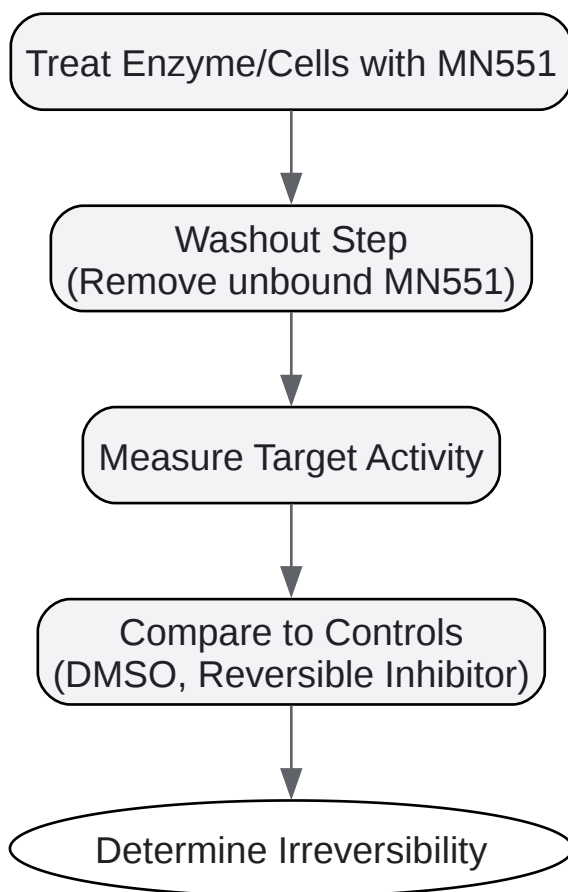 Treat Enzyme/Cells with MN551
Washout Step
(Remove unbound MN551)
Measure Target Activity
Compare to Controls
(DMSO, Reversible Inhibitor)
Determine Irreversibility